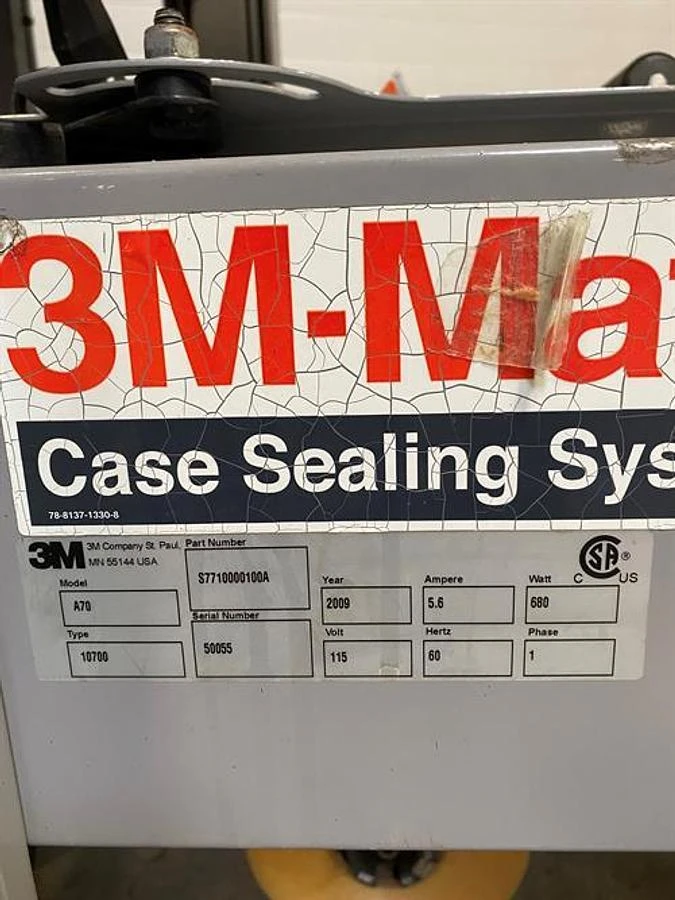 3M-Ma
Case Sealing Sys
78-8137-1330-8
3M 3M Company St. Paul,
MN 55144 USA
Part Number
S7710000100A
Model
A70
Serial Number
50055
Type
10700
Year
2009
Ampere
5.6
Watt
680
Volt
115
Hertz
60
Phase
1
C SA ® US